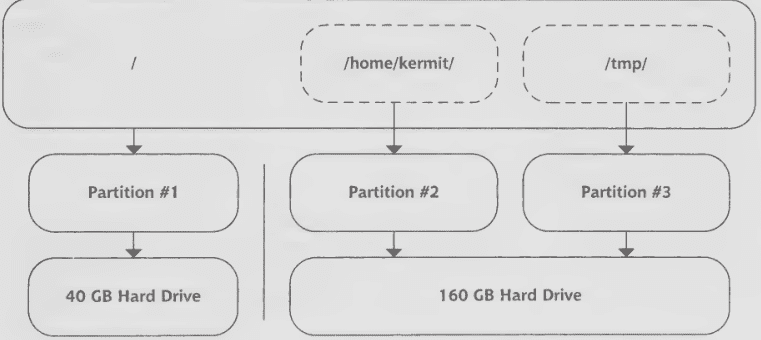 /
/home/kermit/
/tmp/
Partition #1
Partition #2
Partition #3
40 GB Hard Drive
160 GB Hard Drive